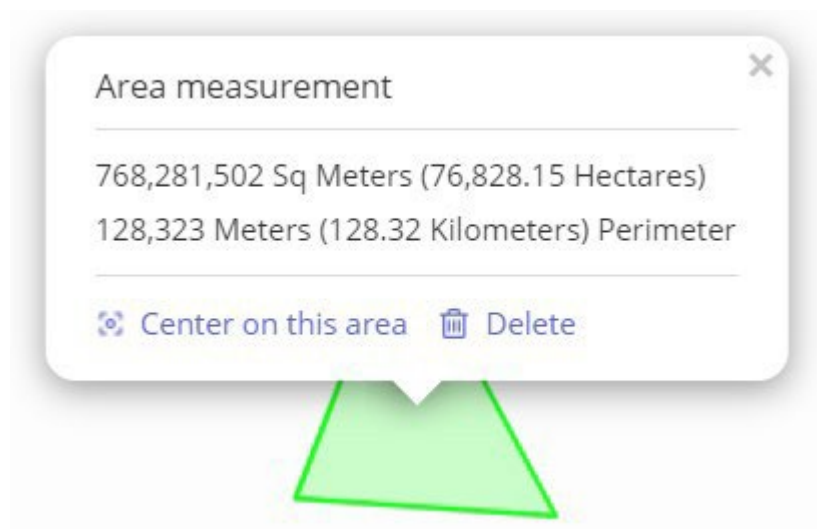 Area measurement
768,281,502 Sq Meters (76,828.15 Hectares)
128,323 Meters (128.32 Kilometers) Perimeter
Center on this area Delete